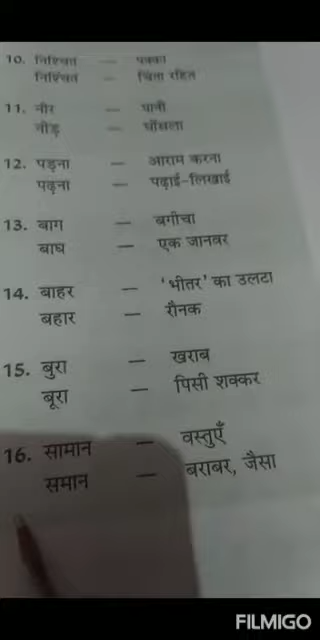 10. निश्चित — पक्का
निश्चिंत — चिंता रहित
11. नीर — पानी
नीड़ — घोंसला
12. पड़ना — आराम करना
पढ़ना — पढ़ाई-लिखाई
13. बाग — बगीचा
बाघ — एक जानवर
14. बाहर — 'भीतर' का उलटा
बहार — रौनक
15. बुरा — खराब
बूरा — पिसी शक्कर
16. सामान — वस्तुएँ
समान — बराबर, जैसा
FILMIGO